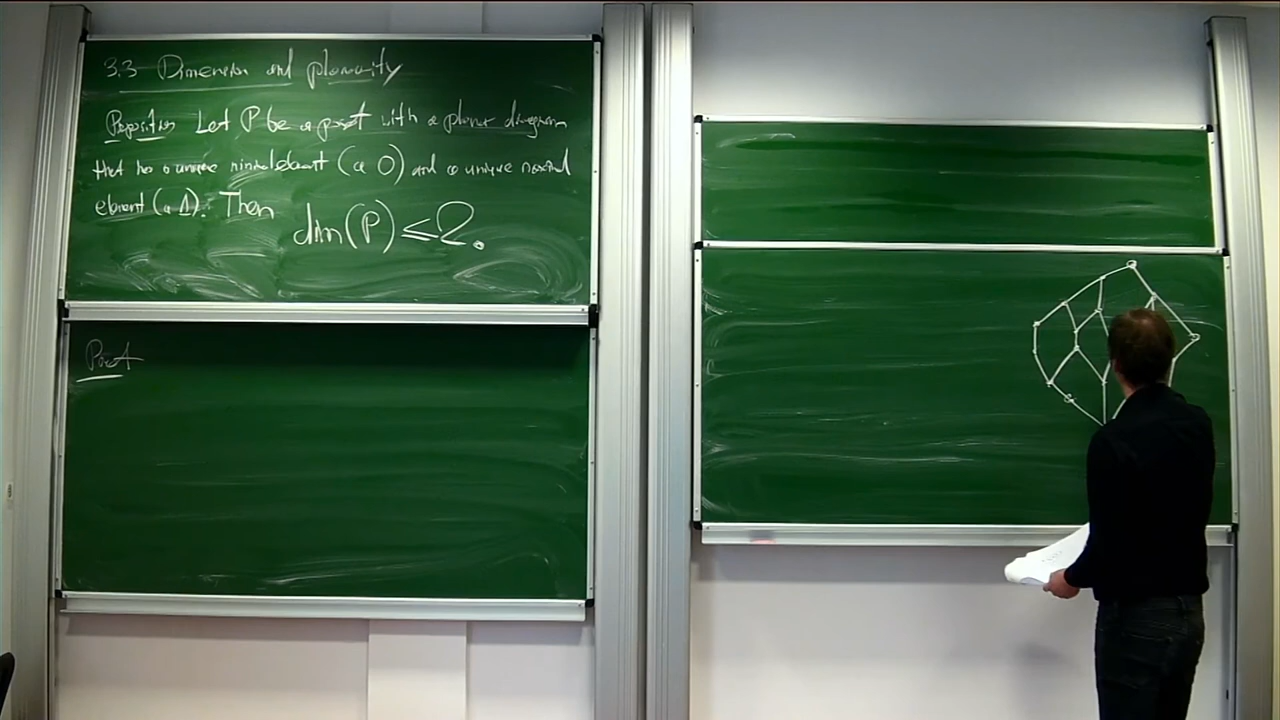 3.3 Dimension and planarity
Proposition Let P be a poset with a planar diagram
that has a unique minimal element (a 0) and a unique maximal
element (a 1). Then
dim(P) ≤ 2.
Proof